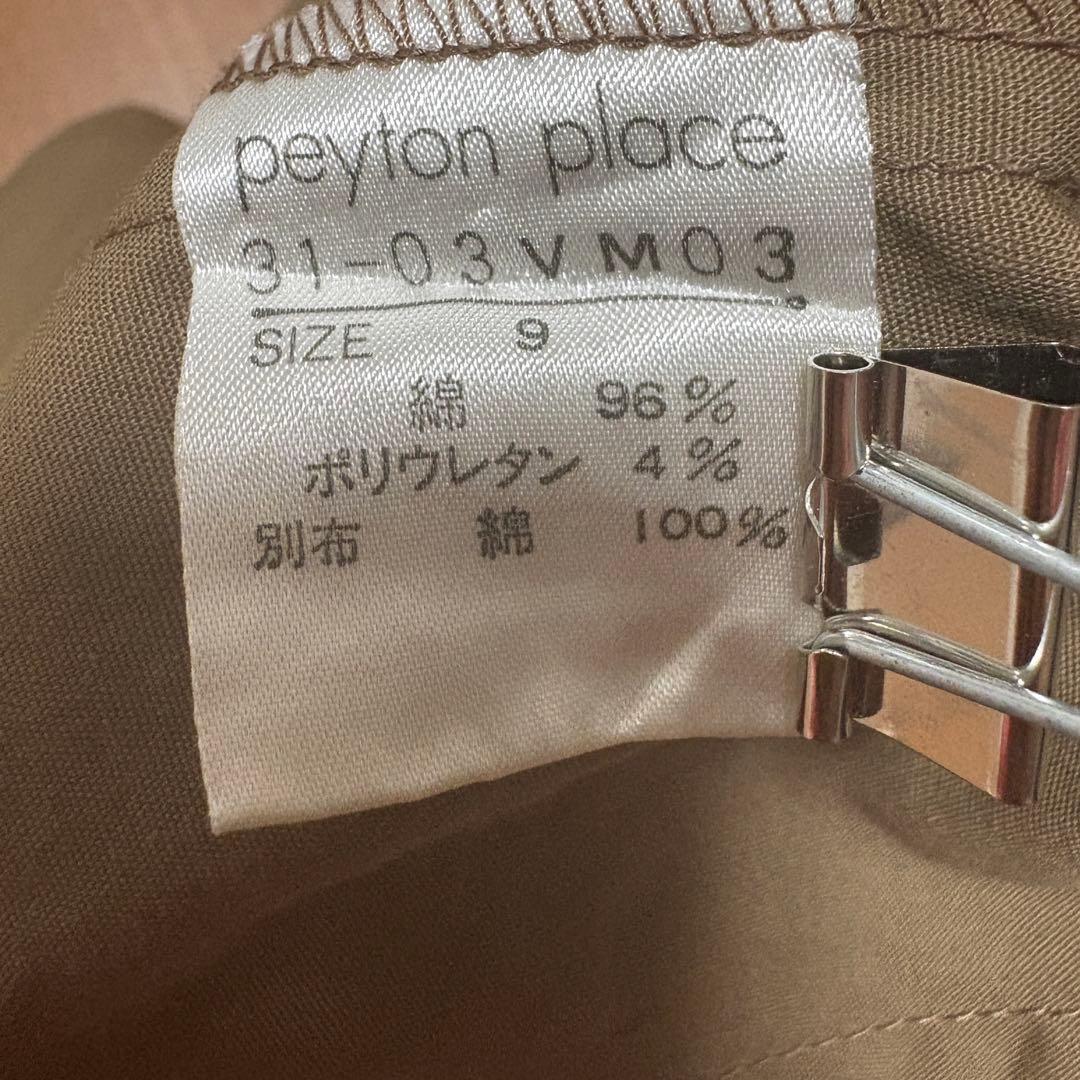 peyton place
31-03VM03
SIZE 9
綿 96%
ポリウレタン 4%
別布 綿 100%